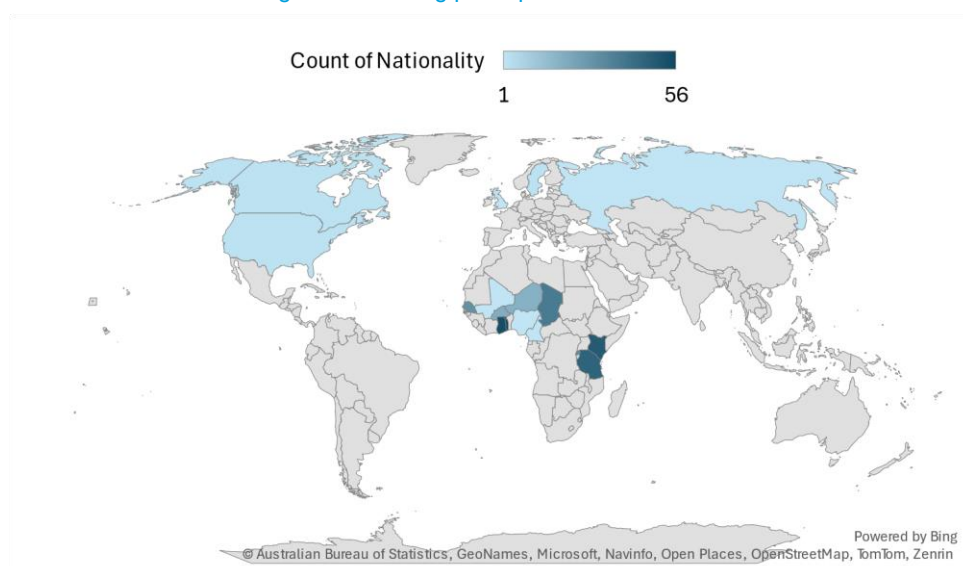 Count of Nationality
1 56
Powered by Bing
© Australian Bureau of Statistics, GeoNames, Microsoft, Navinfo, Open Places, OpenStreetMap, TomTom, Zenrin